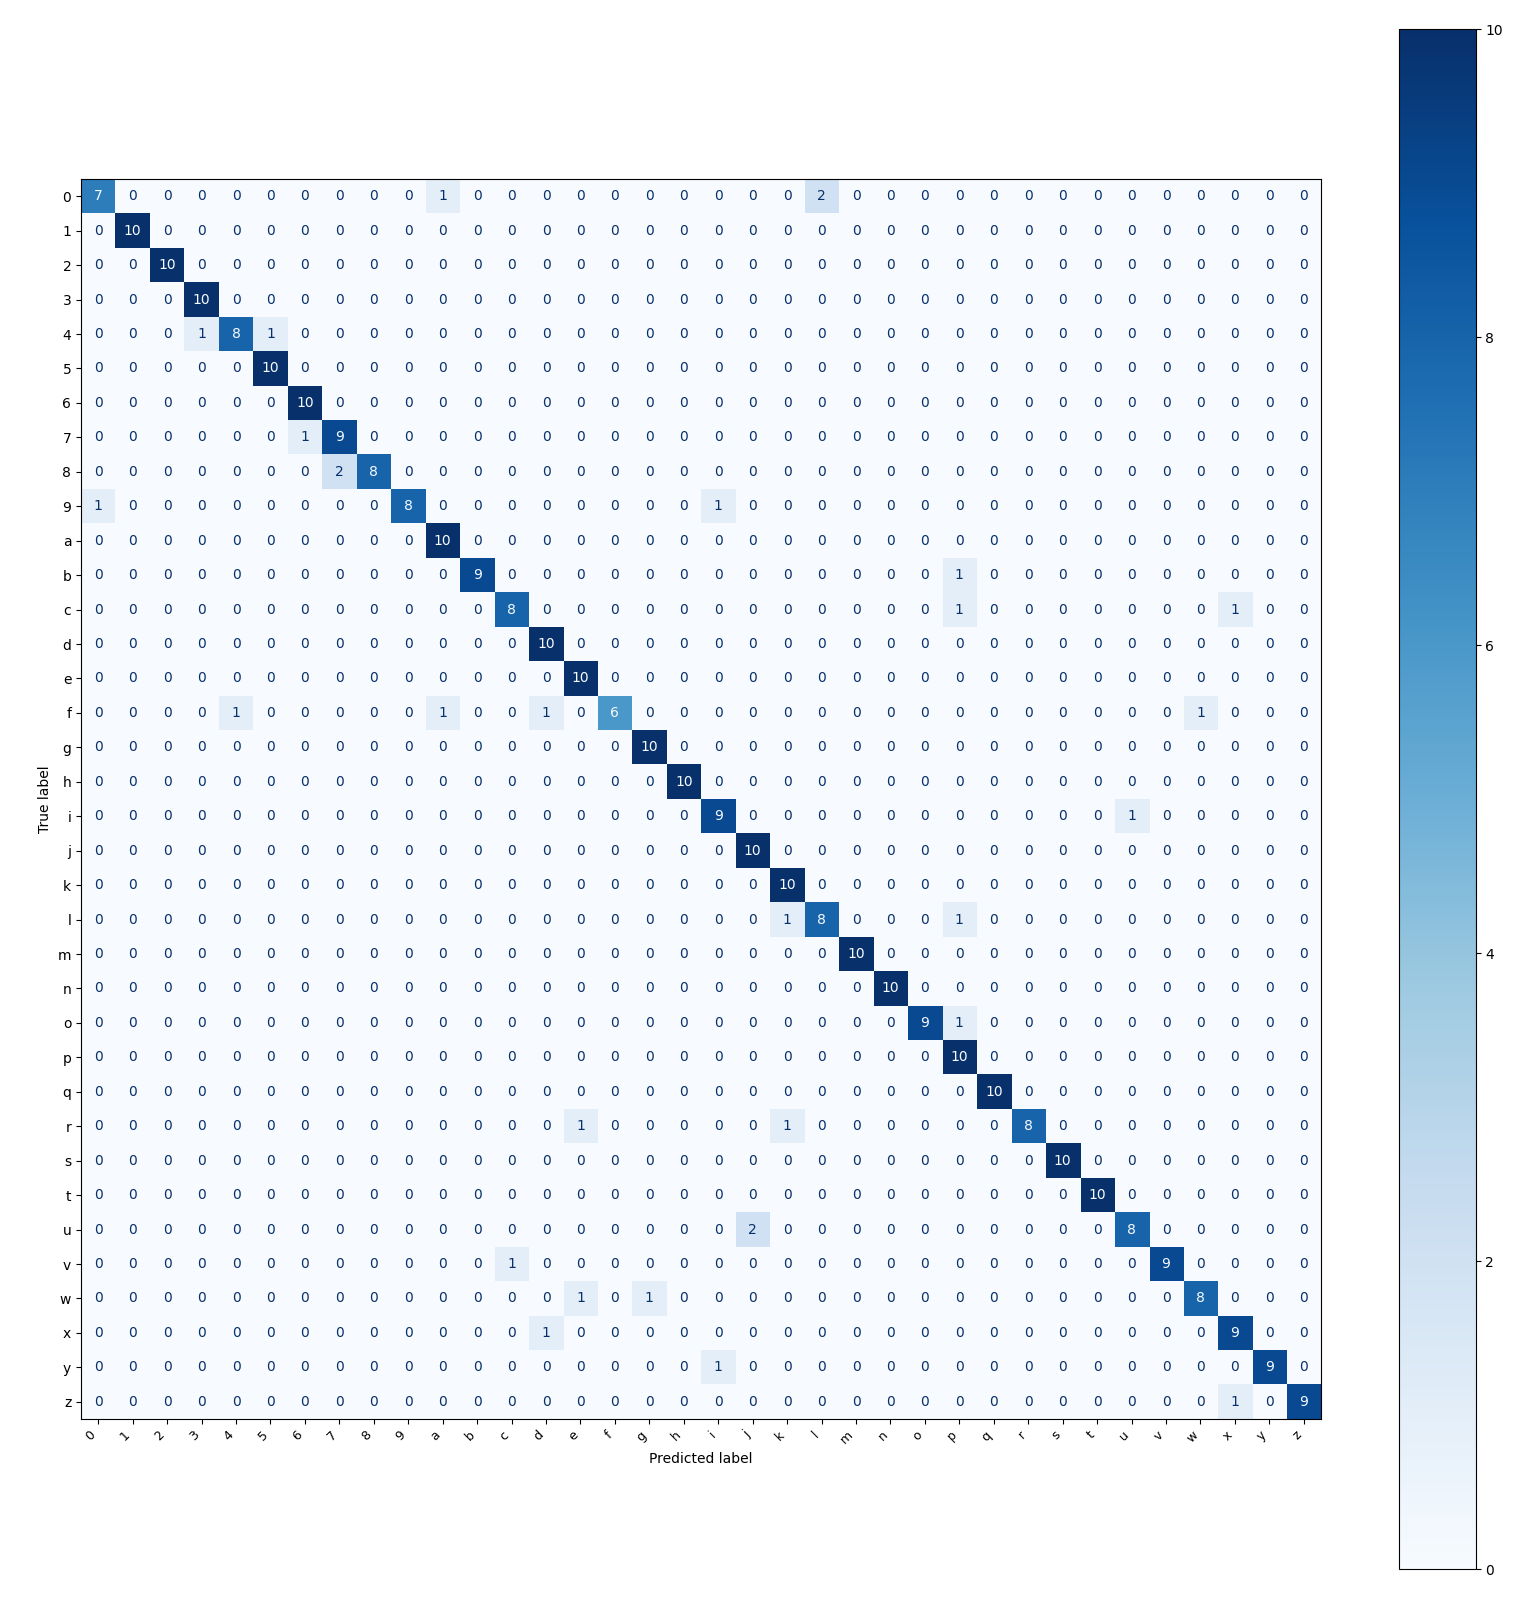 0 7 0 0 0 0 0 0 0 0 0 1 0 0 0 0 0 0 0 0 0 0 2 0 0 0 0 0 0 0 0 0 0 0 0 0 0
1 0 10 0 0 0 0 0 0 0 0 0 0 0 0 0 0 0 0 0 0 0 0 0 0 0 0 0 0 0 0 0 0 0 0 0 0
2 0 0 10 0 0 0 0 0 0 0 0 0 0 0 0 0 0 0 0 0 0 0 0 0 0 0 0 0 0 0 0 0 0 0 0 0
3 0 0 0 10 0 0 0 0 0 0 0 0 0 0 0 0 0 0 0 0 0 0 0 0 0 0 0 0 0 0 0 0 0 0 0 0
4 0 0 0 1 8 1 0 0 0 0 0 0 0 0 0 0 0 0 0 0 0 0 0 0 0 0 0 0 0 0 0 0 0 0 0 0
5 0 0 0 0 0 10 0 0 0 0 0 0 0 0 0 0 0 0 0 0 0 0 0 0 0 0 0 0 0 0 0 0 0 0 0 0
6 0 0 0 0 0 0 10 0 0 0 0 0 0 0 0 0 0 0 0 0 0 0 0 0 0 0 0 0 0 0 0 0 0 0 0 0
7 0 0 0 0 0 0 1 9 0 0 0 0 0 0 0 0 0 0 0 0 0 0 0 0 0 0 0 0 0 0 0 0 0 0 0 0
8 0 0 0 0 0 0 0 2 8 0 0 0 0 0 0 0 0 0 0 0 0 0 0 0 0 0 0 0 0 0 0 0 0 0 0 0
9 1 0 0 0 0 0 0 0 0 8 0 0 0 0 0 0 0 0 1 0 0 0 0 0 0 0 0 0 0 0 0 0 0 0 0 0
a 0 0 0 0 0 0 0 0 0 0 10 0 0 0 0 0 0 0 0 0 0 0 0 0 0 0 0 0 0 0 0 0 0 0 0 0
b 0 0 0 0 0 0 0 0 0 0 0 9 0 0 0 0 0 0 0 0 0 0 0 0 0 1 0 0 0 0 0 0 0 0 0 0
c 0 0 0 0 0 0 0 0 0 0 0 0 8 0 0 0 0 0 0 0 0 0 0 0 0 1 0 0 0 0 0 0 0 1 0 0
d 0 0 0 0 0 0 0 0 0 0 0 0 0 10 0 0 0 0 0 0 0 0 0 0 0 0 0 0 0 0 0 0 0 0 0 0
e 0 0 0 0 0 0 0 0 0 0 0 0 0 0 10 0 0 0 0 0 0 0 0 0 0 0 0 0 0 0 0 0 0 0 0 0
f 0 0 0 0 1 0 0 0 0 0 1 0 0 1 0 6 0 0 0 0 0 0 0 0 0 0 0 0 0 0 0 0 1 0 0 0
g 0 0 0 0 0 0 0 0 0 0 0 0 0 0 0 0 10 0 0 0 0 0 0 0 0 0 0 0 0 0 0 0 0 0 0 0
h 0 0 0 0 0 0 0 0 0 0 0 0 0 0 0 0 0 10 0 0 0 0 0 0 0 0 0 0 0 0 0 0 0 0 0 0
i 0 0 0 0 0 0 0 0 0 0 0 0 0 0 0 0 0 0 9 0 0 0 0 0 0 0 0 0 0 0 1 0 0 0 0 0
j 0 0 0 0 0 0 0 0 0 0 0 0 0 0 0 0 0 0 0 10 0 0 0 0 0 0 0 0 0 0 0 0 0 0 0 0
k 0 0 0 0 0 0 0 0 0 0 0 0 0 0 0 0 0 0 0 0 10 0 0 0 0 0 0 0 0 0 0 0 0 0 0 0
l 0 0 0 0 0 0 0 0 0 0 0 0 0 0 0 0 0 0 0 0 1 8 0 0 0 1 0 0 0 0 0 0 0 0 0 0
m 0 0 0 0 0 0 0 0 0 0 0 0 0 0 0 0 0 0 0 0 0 0 10 0 0 0 0 0 0 0 0 0 0 0 0 0
n 0 0 0 0 0 0 0 0 0 0 0 0 0 0 0 0 0 0 0 0 0 0 0 10 0 0 0 0 0 0 0 0 0 0 0 0
o 0 0 0 0 0 0 0 0 0 0 0 0 0 0 0 0 0 0 0 0 0 0 0 0 9 1 0 0 0 0 0 0 0 0 0 0
p 0 0 0 0 0 0 0 0 0 0 0 0 0 0 0 0 0 0 0 0 0 0 0 0 0 10 0 0 0 0 0 0 0 0 0 0
q 0 0 0 0 0 0 0 0 0 0 0 0 0 0 0 0 0 0 0 0 0 0 0 0 0 0 10 0 0 0 0 0 0 0 0 0
r 0 0 0 0 0 0 0 0 0 0 0 0 0 0 1 0 0 0 0 0 1 0 0 0 0 0 0 8 0 0 0 0 0 0 0 0
s 0 0 0 0 0 0 0 0 0 0 0 0 0 0 0 0 0 0 0 0 0 0 0 0 0 0 0 0 10 0 0 0 0 0 0 0
t 0 0 0 0 0 0 0 0 0 0 0 0 0 0 0 0 0 0 0 0 0 0 0 0 0 0 0 0 0 10 0 0 0 0 0 0
u 0 0 0 0 0 0 0 0 0 0 0 0 0 0 0 0 0 0 0 2 0 0 0 0 0 0 0 0 0 0 8 0 0 0 0 0
v 0 0 0 0 0 0 0 0 0 0 0 0 1 0 0 0 0 0 0 0 0 0 0 0 0 0 0 0 0 0 0 9 0 0 0 0
w 0 0 0 0 0 0 0 0 0 0 0 0 0 0 1 0 1 0 0 0 0 0 0 0 0 0 0 0 0 0 0 0 8 0 0 0
x 0 0 0 0 0 0 0 0 0 0 0 0 0 1 0 0 0 0 0 0 0 0 0 0 0 0 0 0 0 0 0 0 0 9 0 0
y 0 0 0 0 0 0 0 0 0 0 0 0 0 0 0 0 0 0 1 0 0 0 0 0 0 0 0 0 0 0 0 0 0 0 9 0
z 0 0 0 0 0 0 0 0 0 0 0 0 0 0 0 0 0 0 0 0 0 0 0 0 0 0 0 0 0 0 0 0 0 1 0 9
0 1 2 3 4 5 6 7 8 9 a b c d e f g h i j k l m n o p q r s t u v w x y z
Predicted label
True label
10
8
6
4
2
0